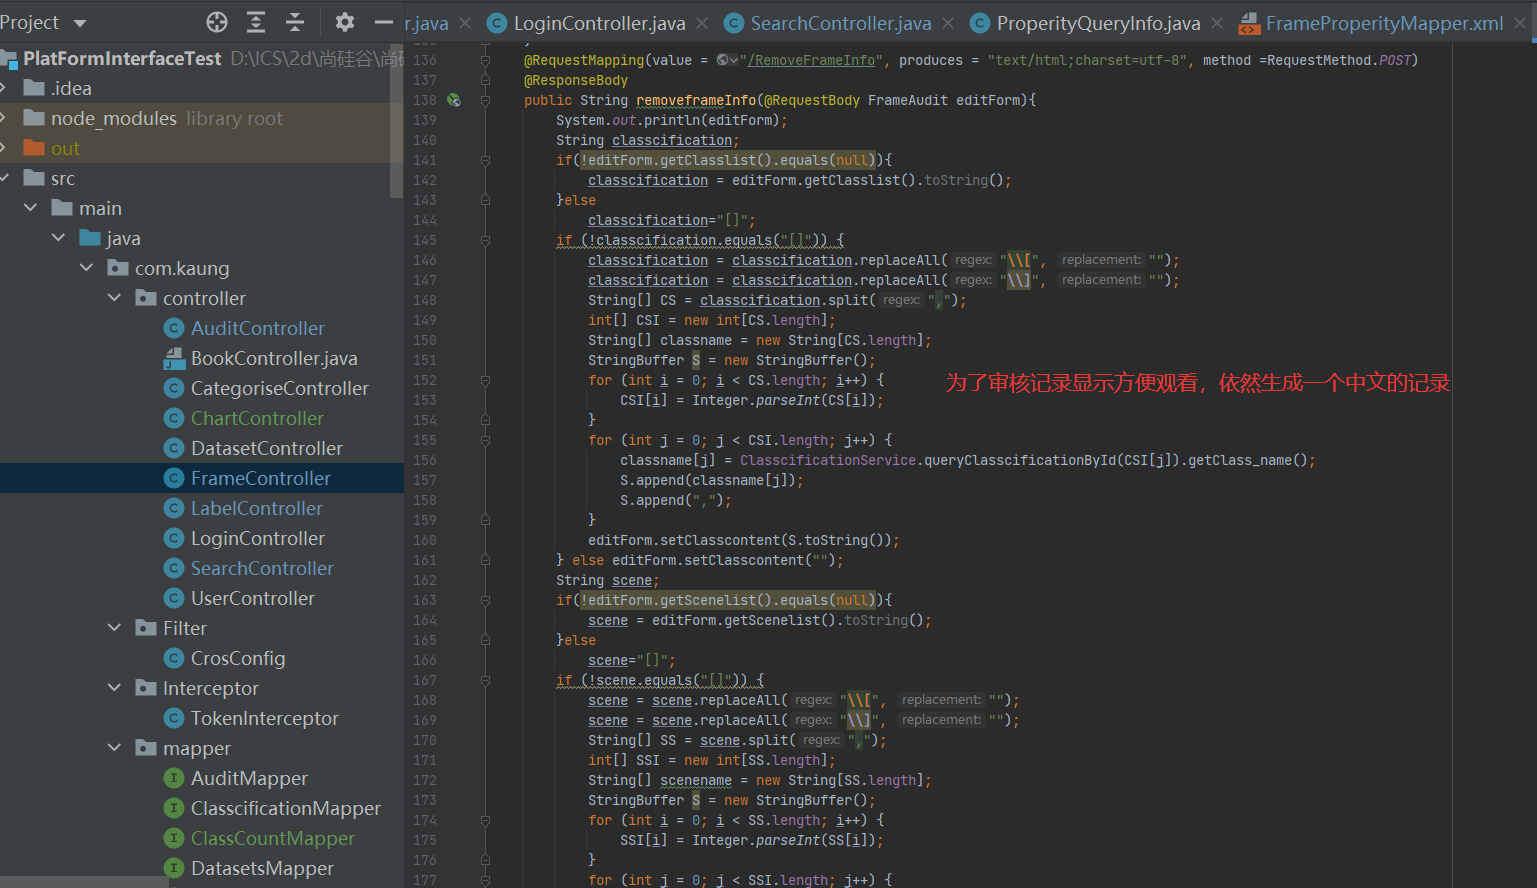 Project
r.java
LoginController.java
SearchController.java
ProperityQueryInfo.java
FrameProperityMapper.xml
PlatFormInterfaceTest D:\ICS\2d\尚硅谷\尚硅
.idea
node_modules library root
out
src
main
java
com.kaung
controller
AuditController
BookController.java
CategoriseController
ChartController
DatasetController
FrameController
LabelController
LoginController
SearchController
UserController
Filter
CrosConfig
Interceptor
TokenInterceptor
mapper
AuditMapper
ClasscificationMapper
ClassCountMapper
DatasetsMapper
136 @RequestMapping(value = "/RemoveFrameInfo", produces = "text/html;charset=utf-8", method =RequestMethod.POST)
137 @ResponseBody
138 public String removeframeInfo(@RequestBody FrameAudit editForm){
139 System.out.println(editForm);
140 String classcification;
141 if(!editForm.getClasslist().equals(null)){
142 classcification = editForm.getClasslist().toString();
143 }else
144 classcification="[]";
145 if (!classcification.equals("[]")) {
146 classcification = classcification.replaceAll( regex: "\\[", replacement: "");
147 classcification = classcification.replaceAll( regex: "\\]", replacement: "");
148 String[] CS = classcification.split( regex: ",");
149 int[] CSI = new int[CS.length];
150 String[] classname = new String[CS.length];
151 StringBuffer S = new StringBuffer();
152 for (int i = 0; i < CS.length; i++) {
为了审核记录显示方便观看，依然生成一个中文的记录
153 CSI[i] = Integer.parseInt(CS[i]);
154 }
155 for (int j = 0; j < CSI.length; j++) {
156 classname[j] = ClasscificationService.queryClasscificationById(CSI[j]).getClass_name();
157 S.append(classname[j]);
158 S.append(",");
159 }
160 editForm.setClasscontent(S.toString());
161 } else editForm.setClasscontent("");
162 String scene;
163 if(!editForm.getScenelist().equals(null)){
164 scene = editForm.getScenelist().toString();
165 }else
166 scene="[]";
167 if (!scene.equals("[]")) {
168 scene = scene.replaceAll( regex: "\\[", replacement: "");
169 scene = scene.replaceAll( regex: "\\]", replacement: "");
170 String[] SS = scene.split( regex: ",");
171 int[] SSI = new int[SS.length];
172 String[] scenename = new String[SS.length];
173 StringBuffer S = new StringBuffer();
174 for (int i = 0; i < SS.length; i++) {
175 SSI[i] = Integer.parseInt(SS[i]);
176 }
177 for (int j = 0; j < SSI.length; j++) {